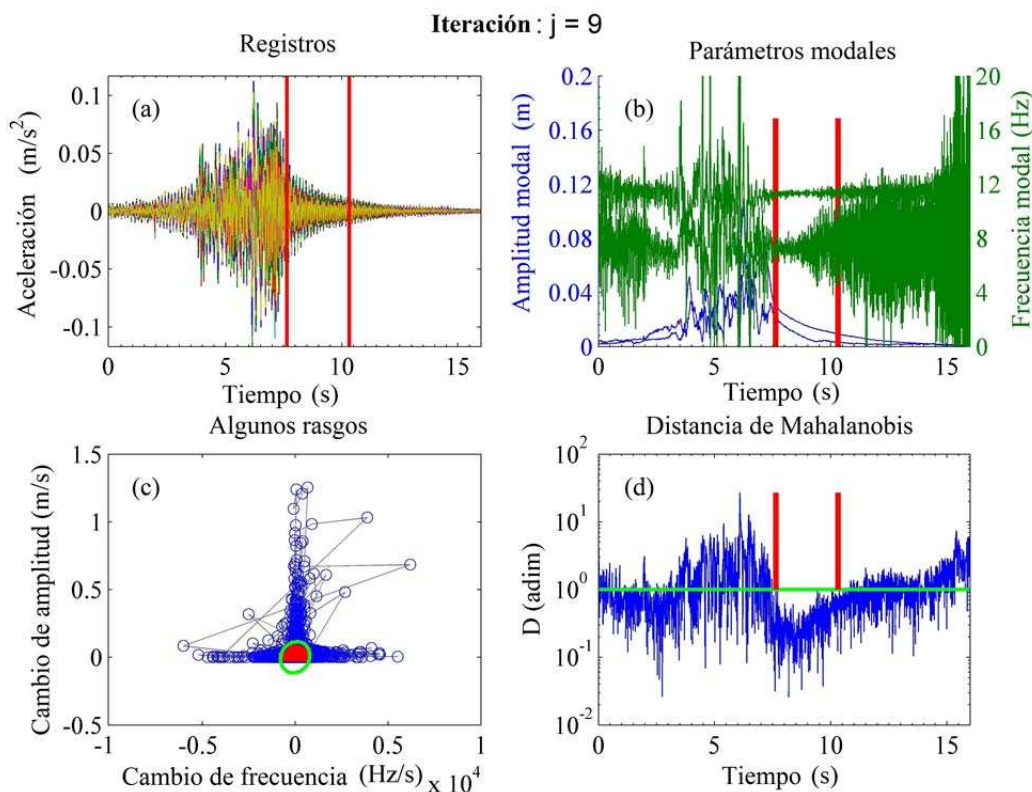 Iteración: j = 9
Registros
(a)
Aceleración (m/s²)
0.1
0.05
0
-0.05
-0.1
0 5 10 15
Tiempo (s)
Parámetros modales
(b)
Amplitud modal (m)
0.2
0.16
0.12
0.08
0.04
0
Frecuencia modal (Hz)
20
16
12
8
4
0
0 5 10 15
Tiempo (s)
Algunos rasgos
(c)
Cambio de amplitud (m/s)
1.5
1
0.5
0
-0.5
-1 0 1
Cambio de frecuencia (Hz/s) x 10⁴
Distancia de Mahalanobis
(d)
D (adim)
10²
10¹
10⁰
10⁻¹
10⁻²
0 5 10 15
Tiempo (s)